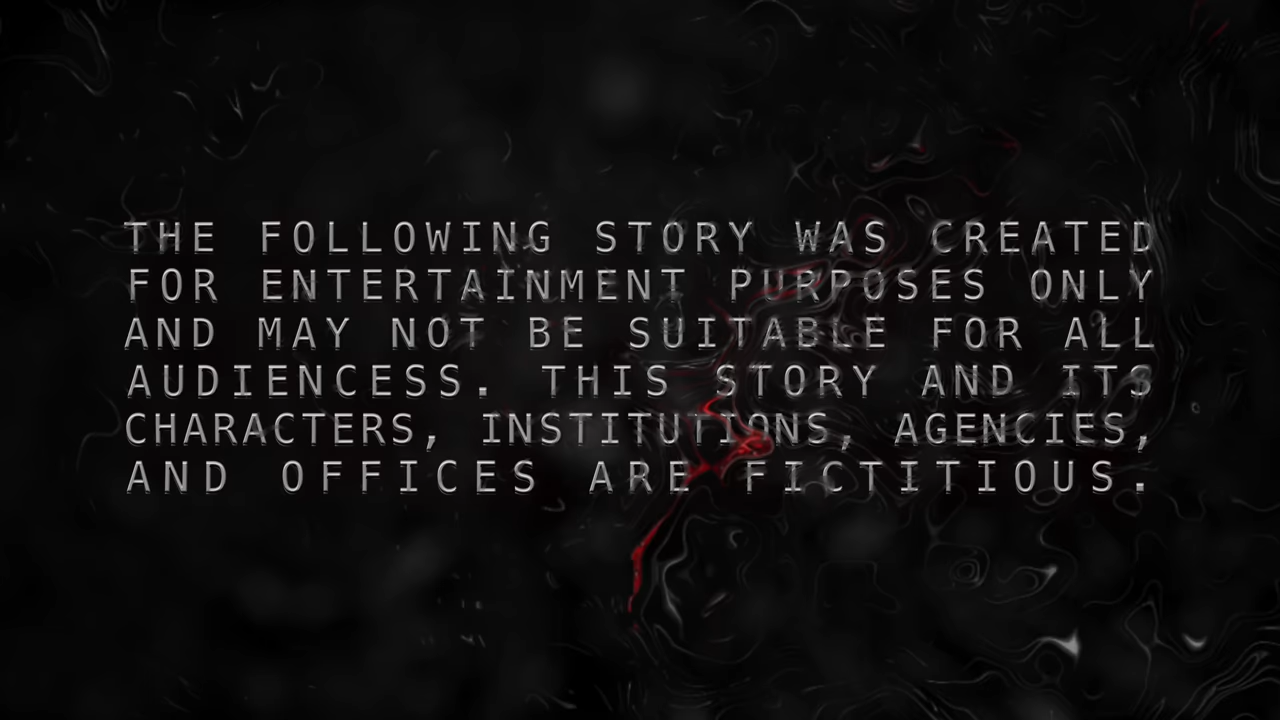 THE FOLLOWING STORY WAS CREATED
FOR ENTERTAINMENT PURPOSES ONLY
AND MAY NOT BE SUITABLE FOR ALL
AUDIENCESS. THIS STORY AND ITS
CHARACTERS, INSTITUTIONS, AGENCIES,
AND OFFICES ARE FICTITIOUS.